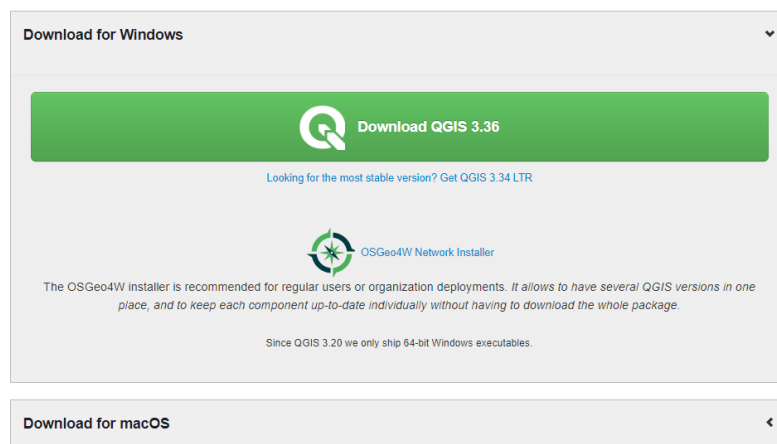 Download for Windows
Download QGIS 3.36
Looking for the most stable version? Get QGIS 3.34 LTR
OSGeo4W Network Installer
The OSGeo4W installer is recommended for regular users or organization deployments. It allows to have several QGIS versions in one
place, and to keep each component up-to-date individually without having to download the whole package.
Since QGIS 3.20 we only ship 64-bit Windows executables.
Download for macOS